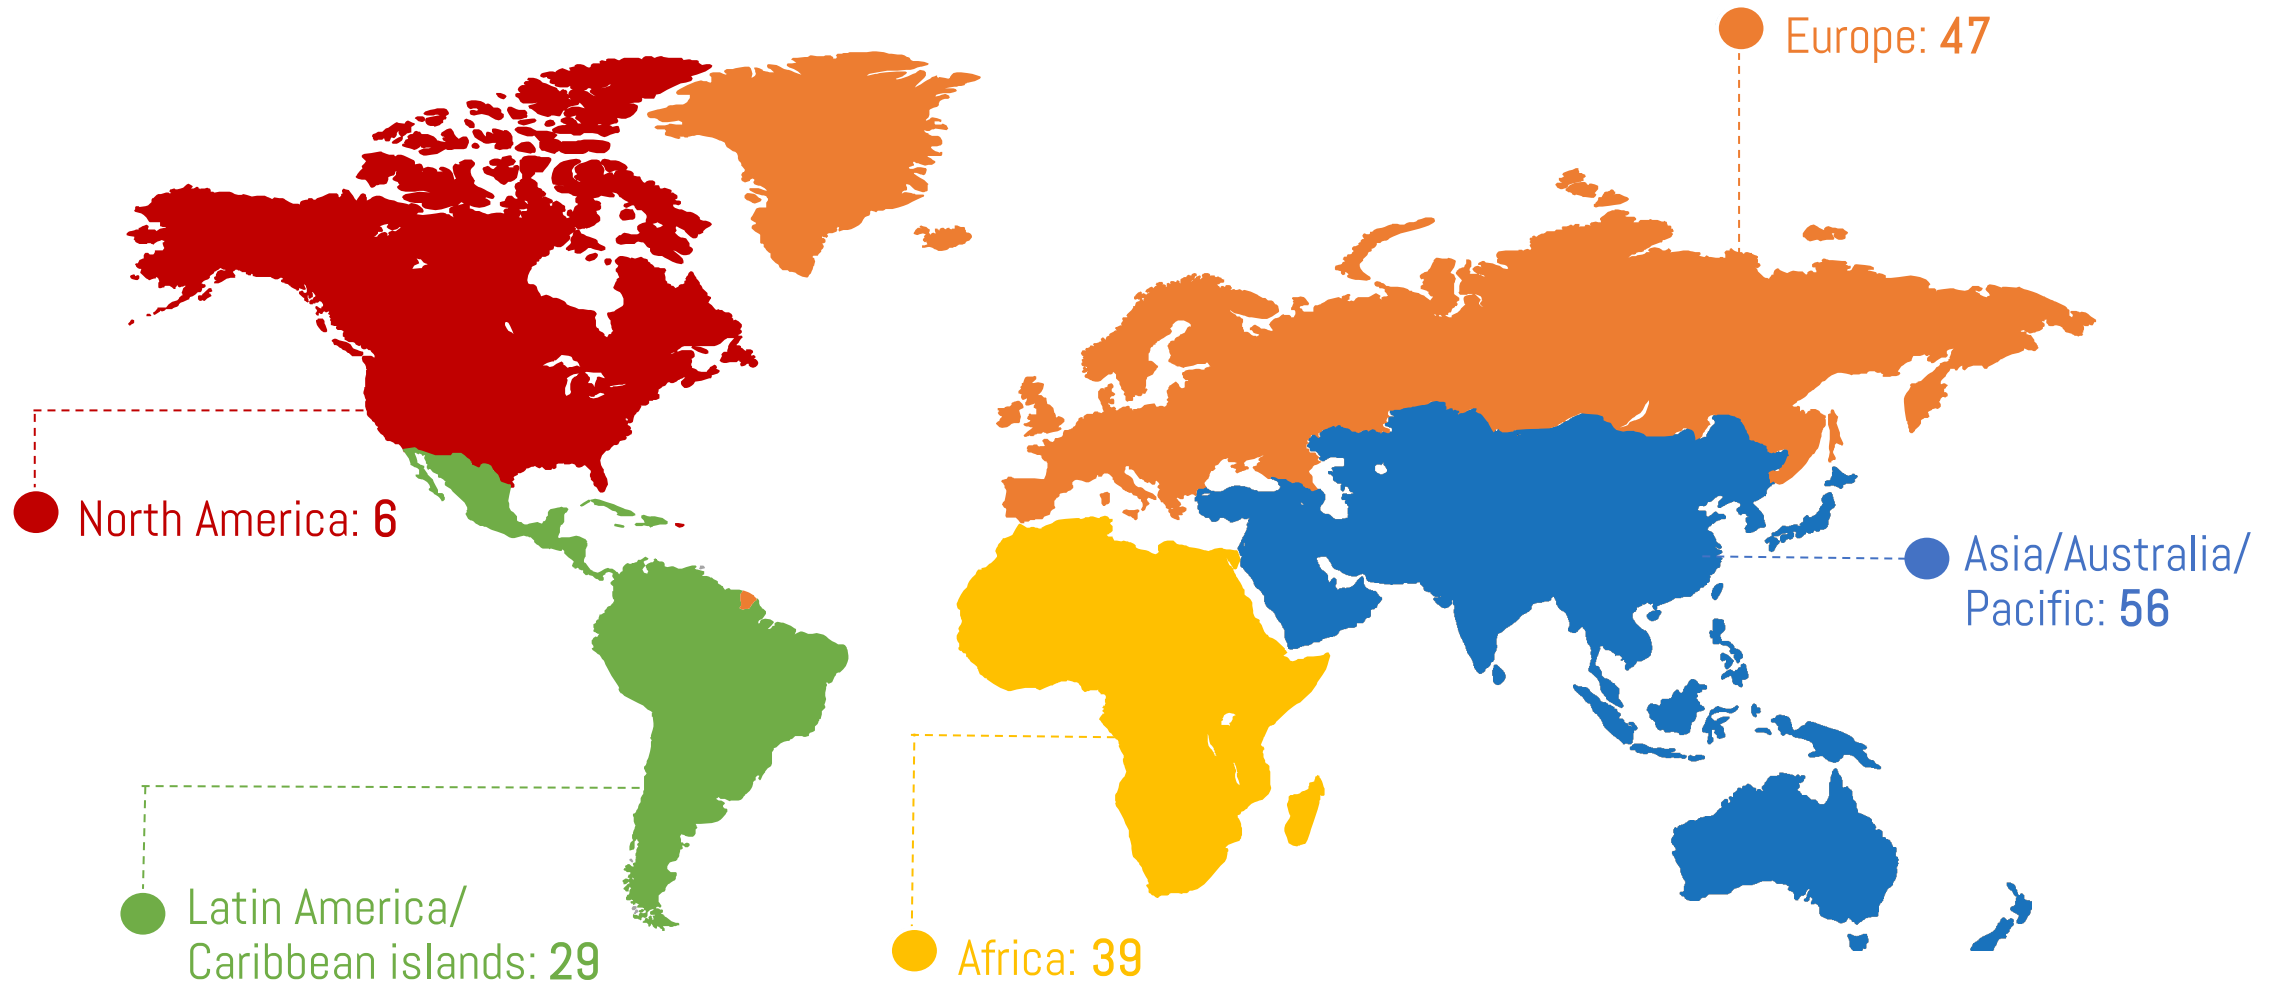 Europe: 47
North America: 6
Asia/Australia/
Pacific: 56
Latin America/
Caribbean islands: 29
Africa: 39